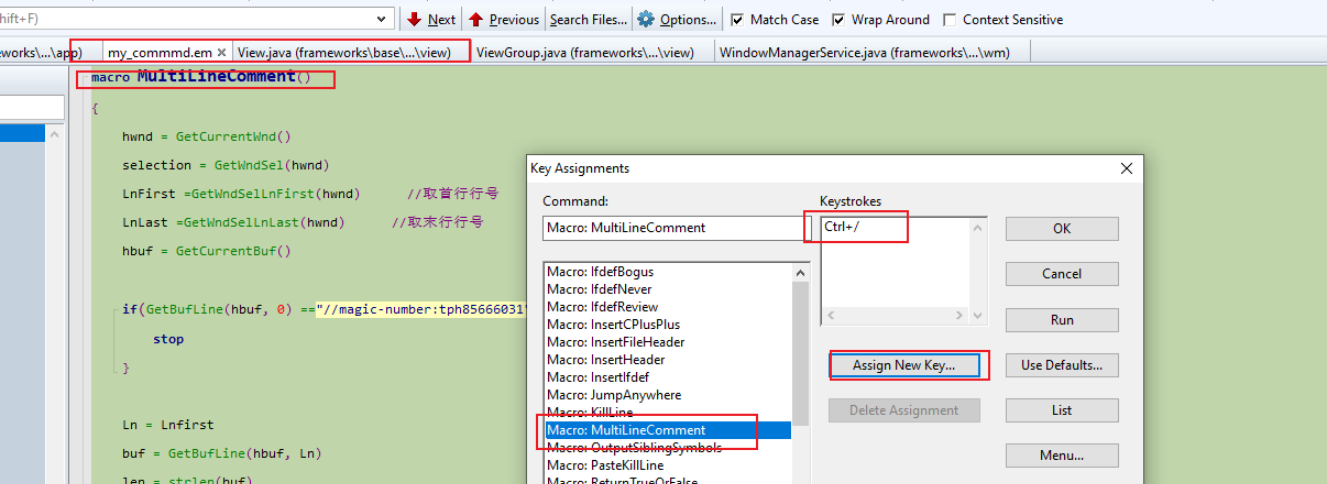 hift+F)
Next
Previous
Search Files...
Options...
Match Case
Wrap Around
Context Sensitive
eworks\...\app)
my_commmd.em
View.java (frameworks\base\...\view)
ViewGroup.java (frameworks\...\view)
WindowManagerService.java (frameworks\...\wm)
macro MultiLineComment()
{
hwnd = GetCurrentWnd()
selection = GetWndSel(hwnd)
LnFirst =GetWndSelLnFirst(hwnd) //取首行行号
LnLast =GetWndSelLnLast(hwnd) //取末行行号
hbuf = GetCurrentBuf()
if(GetBufLine(hbuf, 0) =="//magic-number:tph85666031"
stop
}
Ln = Lnfirst
buf = GetBufLine(hbuf, Ln)
len = strlen(buf)
Key Assignments
Command:
Macro: MultiLineComment
Macro: IfdefBogus
Macro: IfdefNever
Macro: IfdefReview
Macro: InsertCPlusPlus
Macro: InsertFileHeader
Macro: InsertHeader
Macro: InsertIfdef
Macro: JumpAnywhere
Macro: KillLine
Macro: MultiLineComment
Macro: OutputSiblingSymbols
Macro: PasteKillLine
Macro: ReturnTrueOrFalse
Keystrokes
Ctrl+/
Assign New Key...
Delete Assignment
OK
Cancel
Run
Use Defaults...
List
Menu...